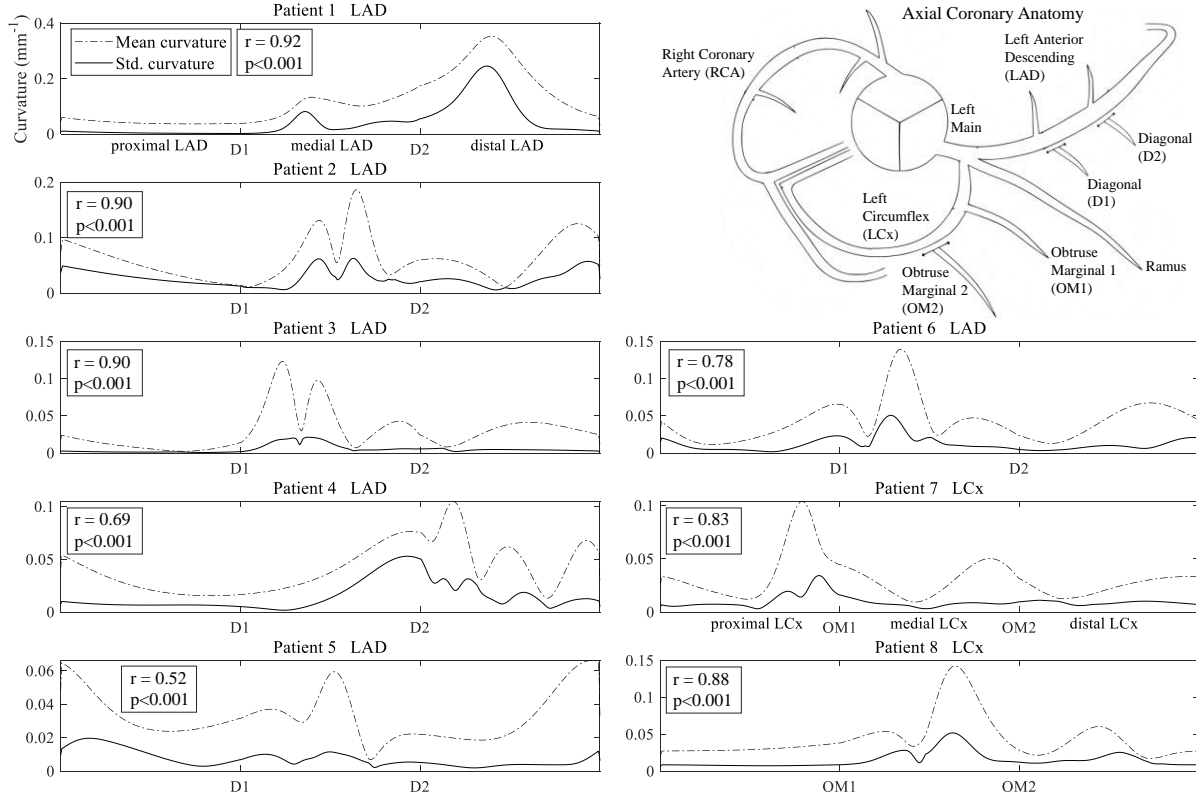 Patient 1   LAD
0.4
0.2
0
Curvature (mm⁻¹)
Mean curvature
Std. curvature
r = 0.92
p<0.001
proximal LAD
D1
medial LAD
D2
distal LAD
Axial Coronary Anatomy
Right Coronary
Artery (RCA)
Left Anterior
Descending
(LAD)
Left
Main
Diagonal
(D2)
Diagonal
(D1)
Left
Circumflex
(LCx)
Obtruse
Marginal 2
(OM2)
Obtruse
Marginal 1
(OM1)
Ramus
Patient 2   LAD
0.2
0.1
0
r = 0.90
p<0.001
D1
D2
Patient 3   LAD
0.15
0.1
0.05
0
r = 0.90
p<0.001
D1
D2
Patient 4   LAD
0.1
0.05
0
r = 0.69
p<0.001
D1
D2
Patient 5   LAD
0.06
0.04
0.02
0
r = 0.52
p<0.001
D1
D2
Patient 6   LAD
0.15
0.1
0.05
0
r = 0.78
p<0.001
D1
D2
Patient 7   LCx
0.1
0.05
0
r = 0.83
p<0.001
proximal LCx
OM1
medial LCx
OM2
distal LCx
Patient 8   LCx
0.15
0.1
0.05
0
r = 0.88
p<0.001
OM1
OM2